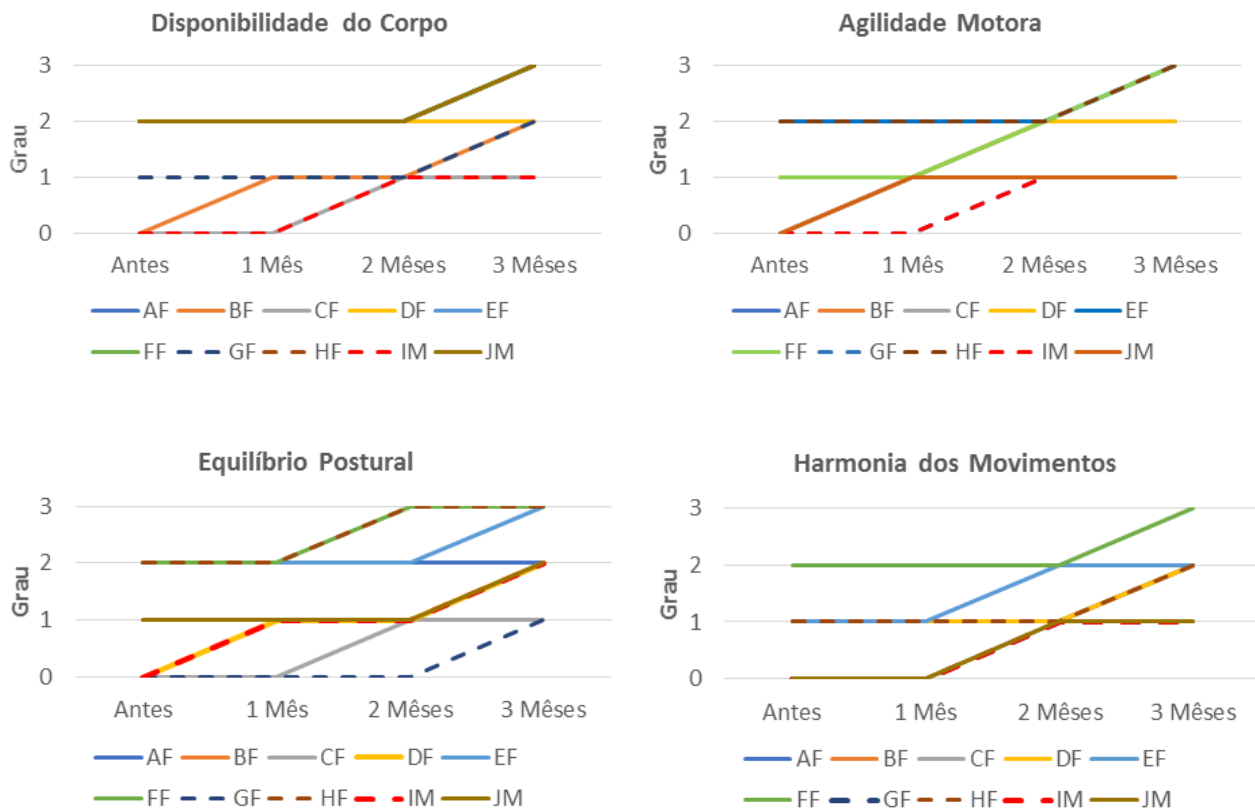 Disponibilidade do Corpo
Grau
3
2
1
0
Antes 1 Mês 2 Mêses 3 Mêses
AF BF CF DF EF
FF GF HF IM JM
Agilidade Motora
Grau
3
2
1
0
Antes 1 Mês 2 Mêses 3 Mêses
AF BF CF DF EF
FF GF HF IM JM
Equilíbrio Postural
Grau
3
2
1
0
Antes 1 Mês 2 Mêses 3 Mêses
AF BF CF DF EF
FF GF HF IM JM
Harmonia dos Movimentos
Grau
3
2
1
0
Antes 1 Mês 2 Mêses 3 Mêses
AF BF CF DF EF
FF GF HF IM JM